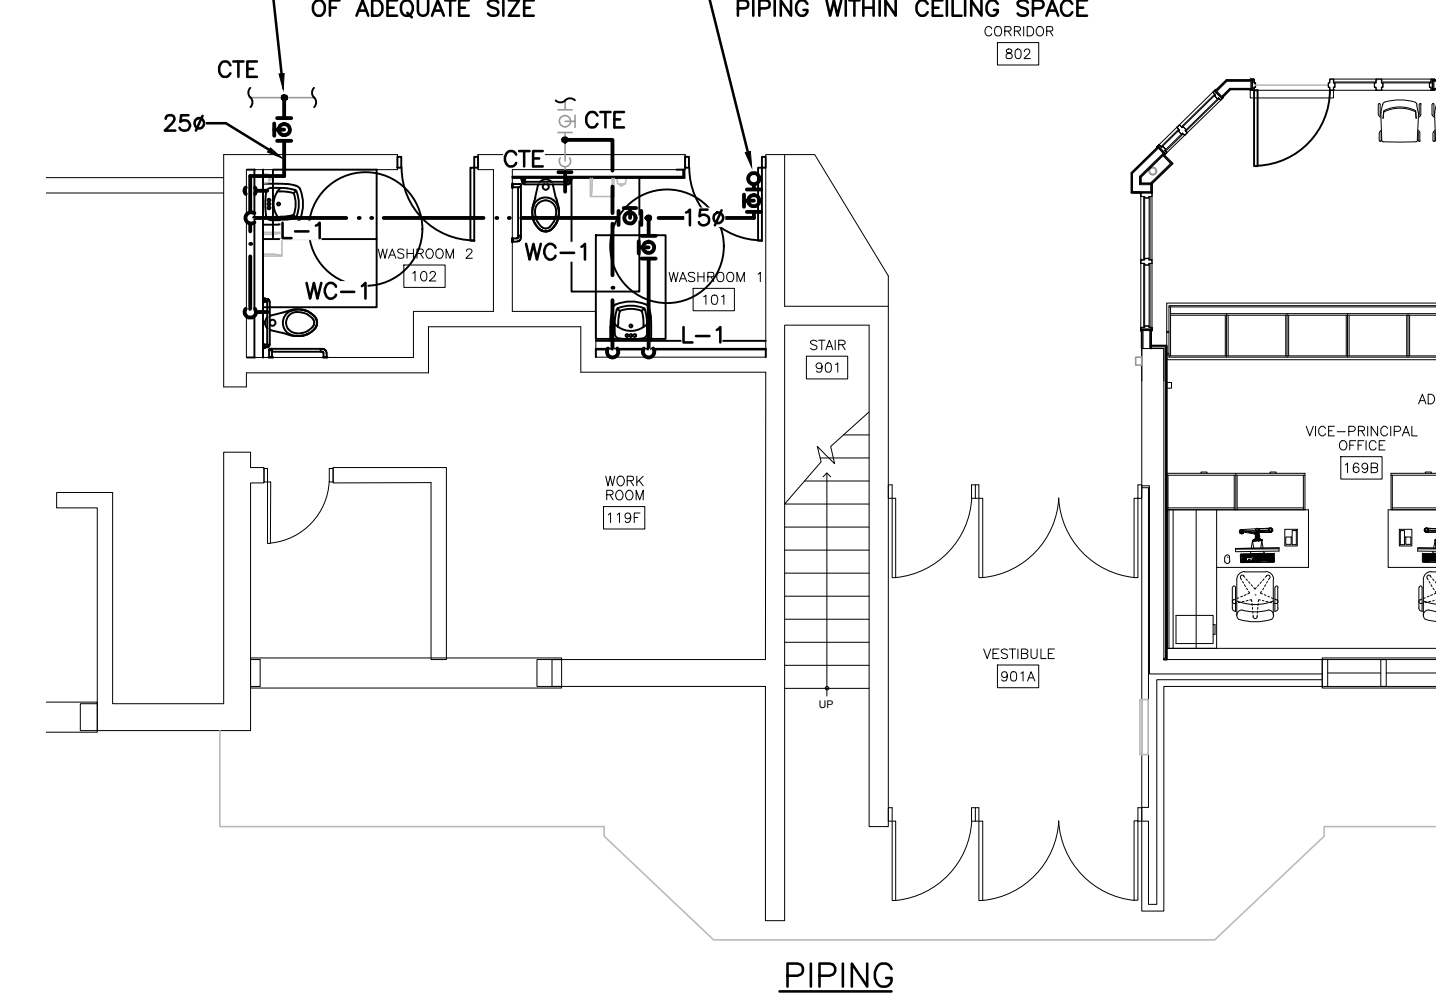 OF ADEQUATE SIZE
PIPING WITHIN CEILING SPACE
CORRIDOR
802
CTE
25ø
CTE
CTE
15ø
L-1
WC-1
WASHROOM 2
102
WC-1
WASHROOM 1
101
L-1
STAIR
901
AD
VICE-PRINCIPAL
OFFICE
169B
WORK
ROOM
119F
VESTIBULE
901A
UP
PIPING